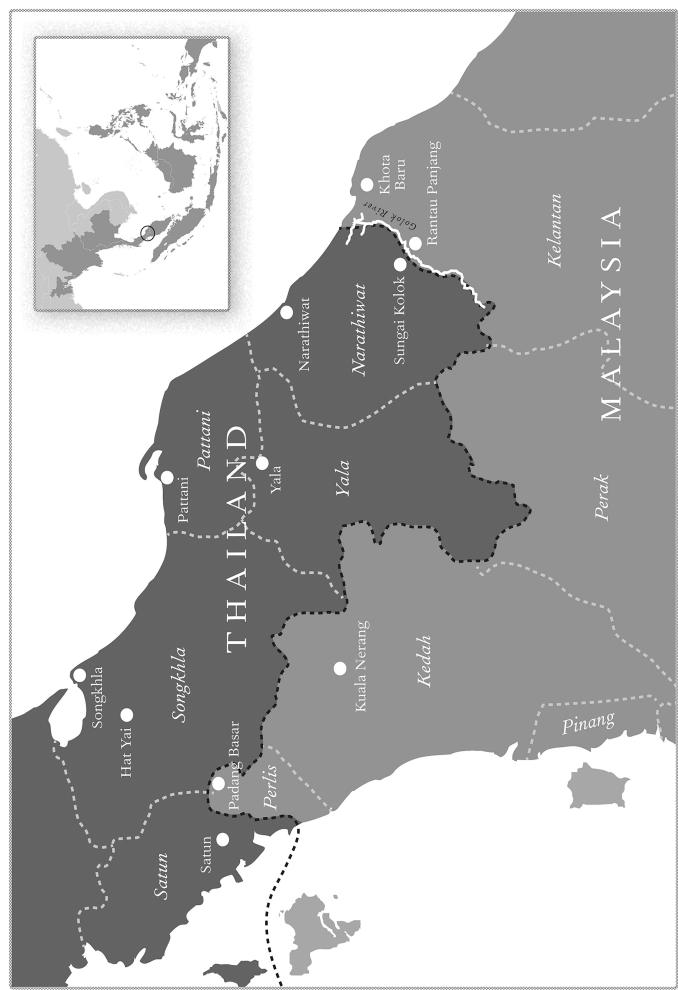 THAILAND
MALAYSIA
Satun
Satun
Songkhla
Songkhla
Hat Yai
Padang Basar
Perlis
Kuala Nerang
Kedah
Pinang
Pattani
Pattani
Yala
Yala
Perak
Narathiwat
Narathiwat
Sungai Kolok
Golok River
Khota
Baru
Rantau Panjang
Kelantan